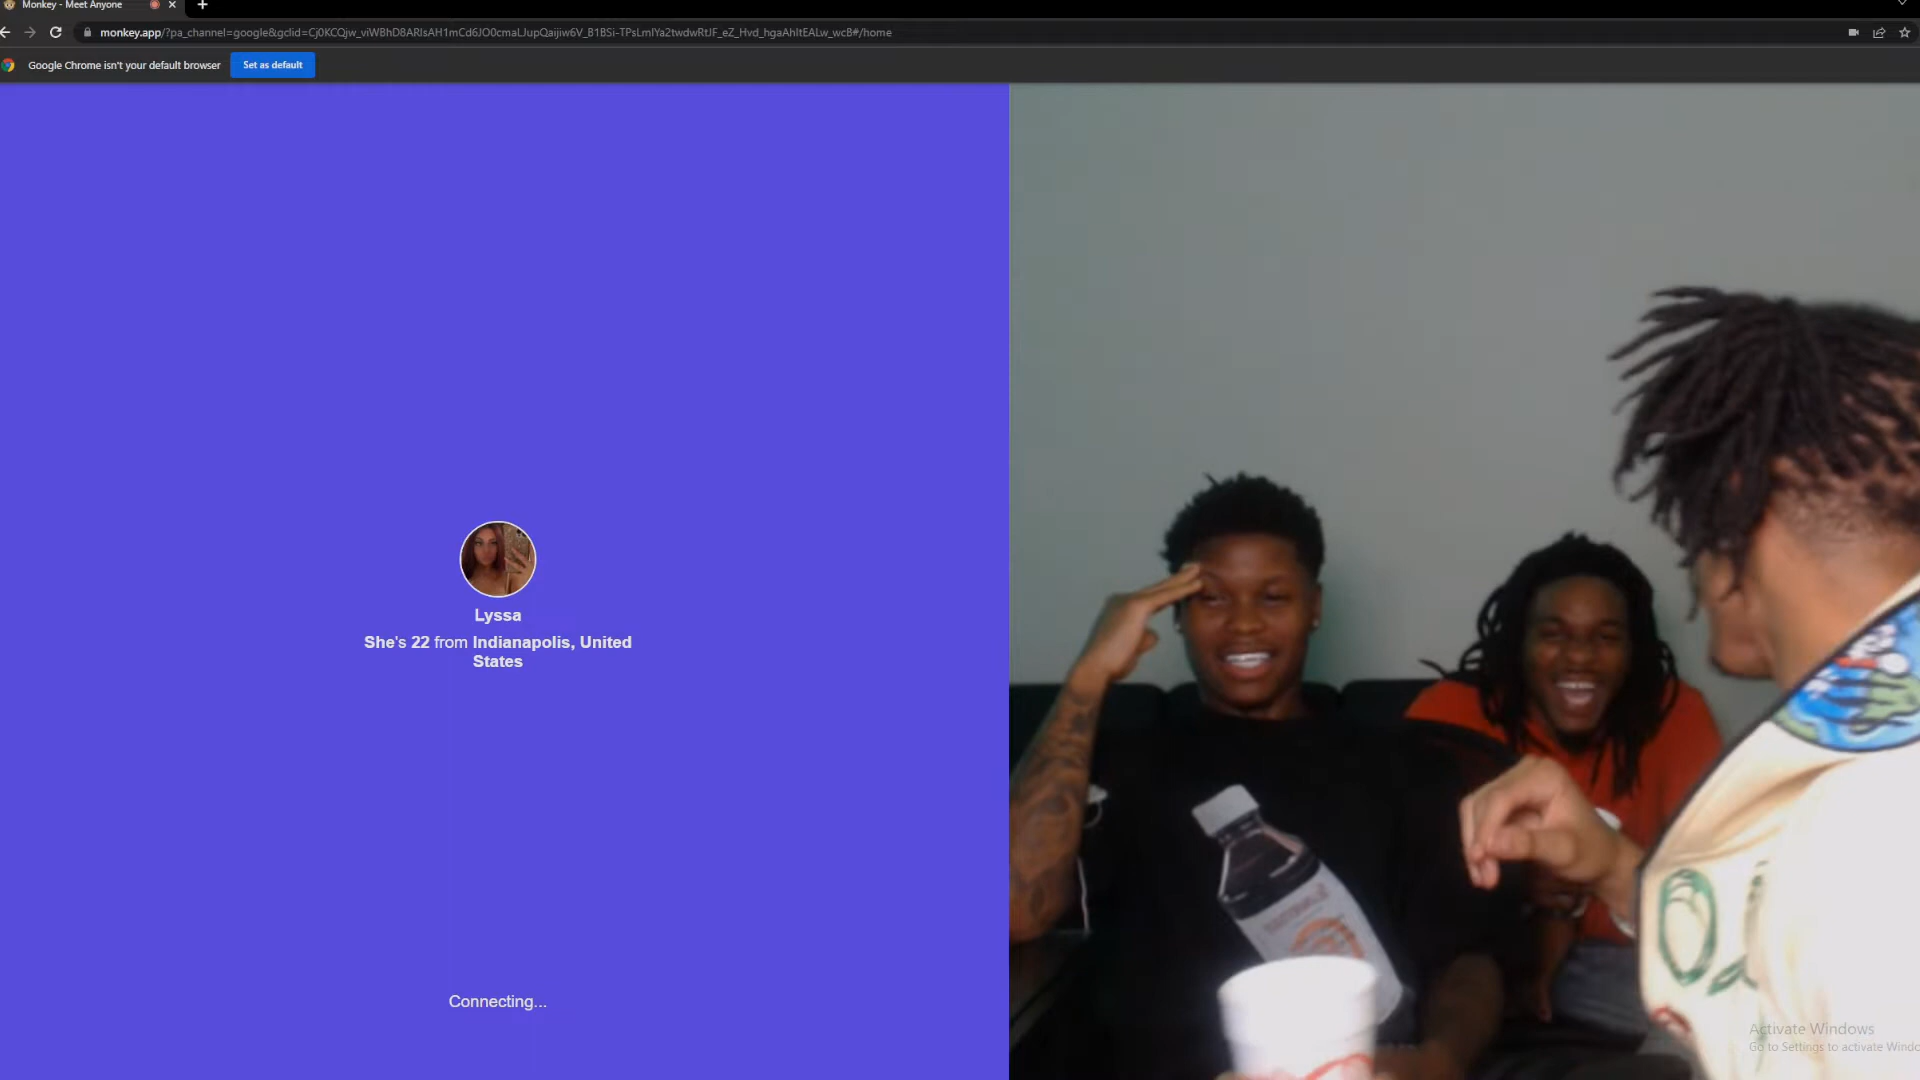 Monkey - Meet Anyone
monkey.app/?pa_channel=google&gclid=Cj0KCQjw_viWBhD8ARIsAH1mCd6JO0cmaLJupQaijiw6V_B1BSi-TPsLmIYa2twdwRtJF_eZ_Hvd_hgaAhItEALw_wcB#/home
Google Chrome isn't your default browser
Set as default
Lyssa
She's 22 from Indianapolis, United
States
Connecting...
Activate Windows
Go to Settings to activate Windo